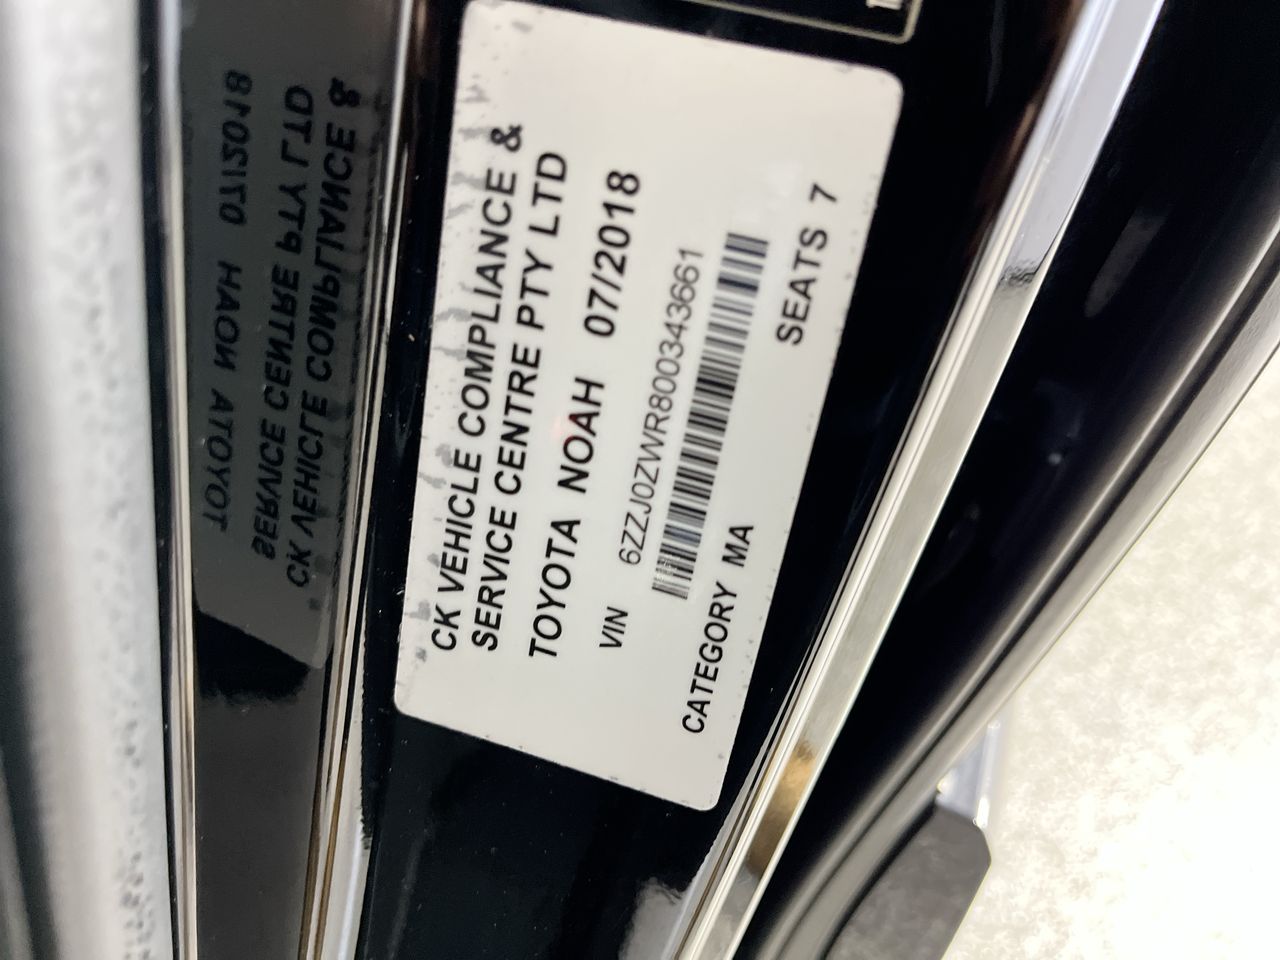 CK VEHICLE COMPLIANCE &
SERVICE CENTRE PTY LTD
TOYOTA NOAH 07/2018
VIN 6ZZJ0ZWR800343661
CATEGORY MA SEATS 7